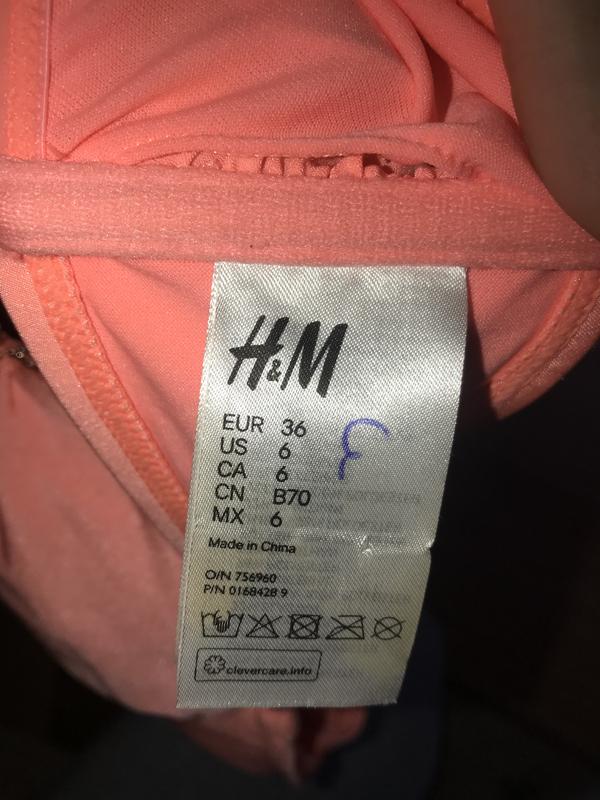 H&M
EUR 36
US 6
CA 6
CN B70
MX 6
Made in China
O/N 756960
P/N 0168428 9
clevercare.info